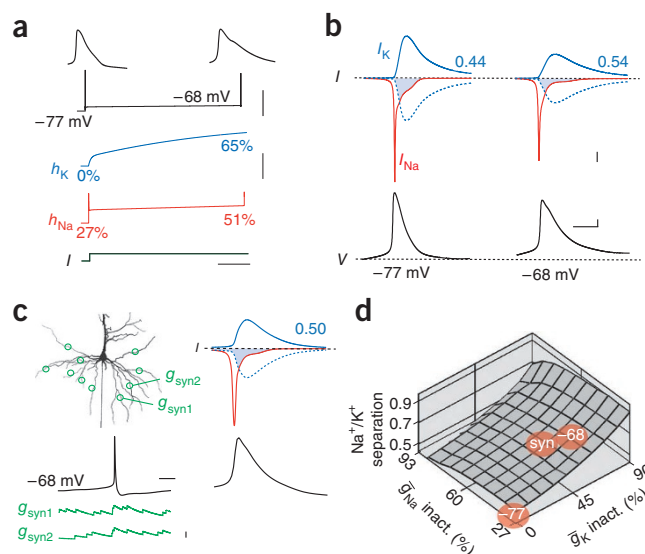 a
−68 mV
−77 mV
hK
65%
0%
hNa
27%
51%
I
b
IK
0.44
0.54
I
INa
V
−77 mV
−68 mV
c
gsyn2
gsyn1
I
0.50
−68 mV
gsyn1
gsyn2
d
Na+/K+
separation
0.9
0.7
0.5
93
60
27
g̅Na inact. (%)
0
45
90
g̅K inact. (%)
syn
−68
−77